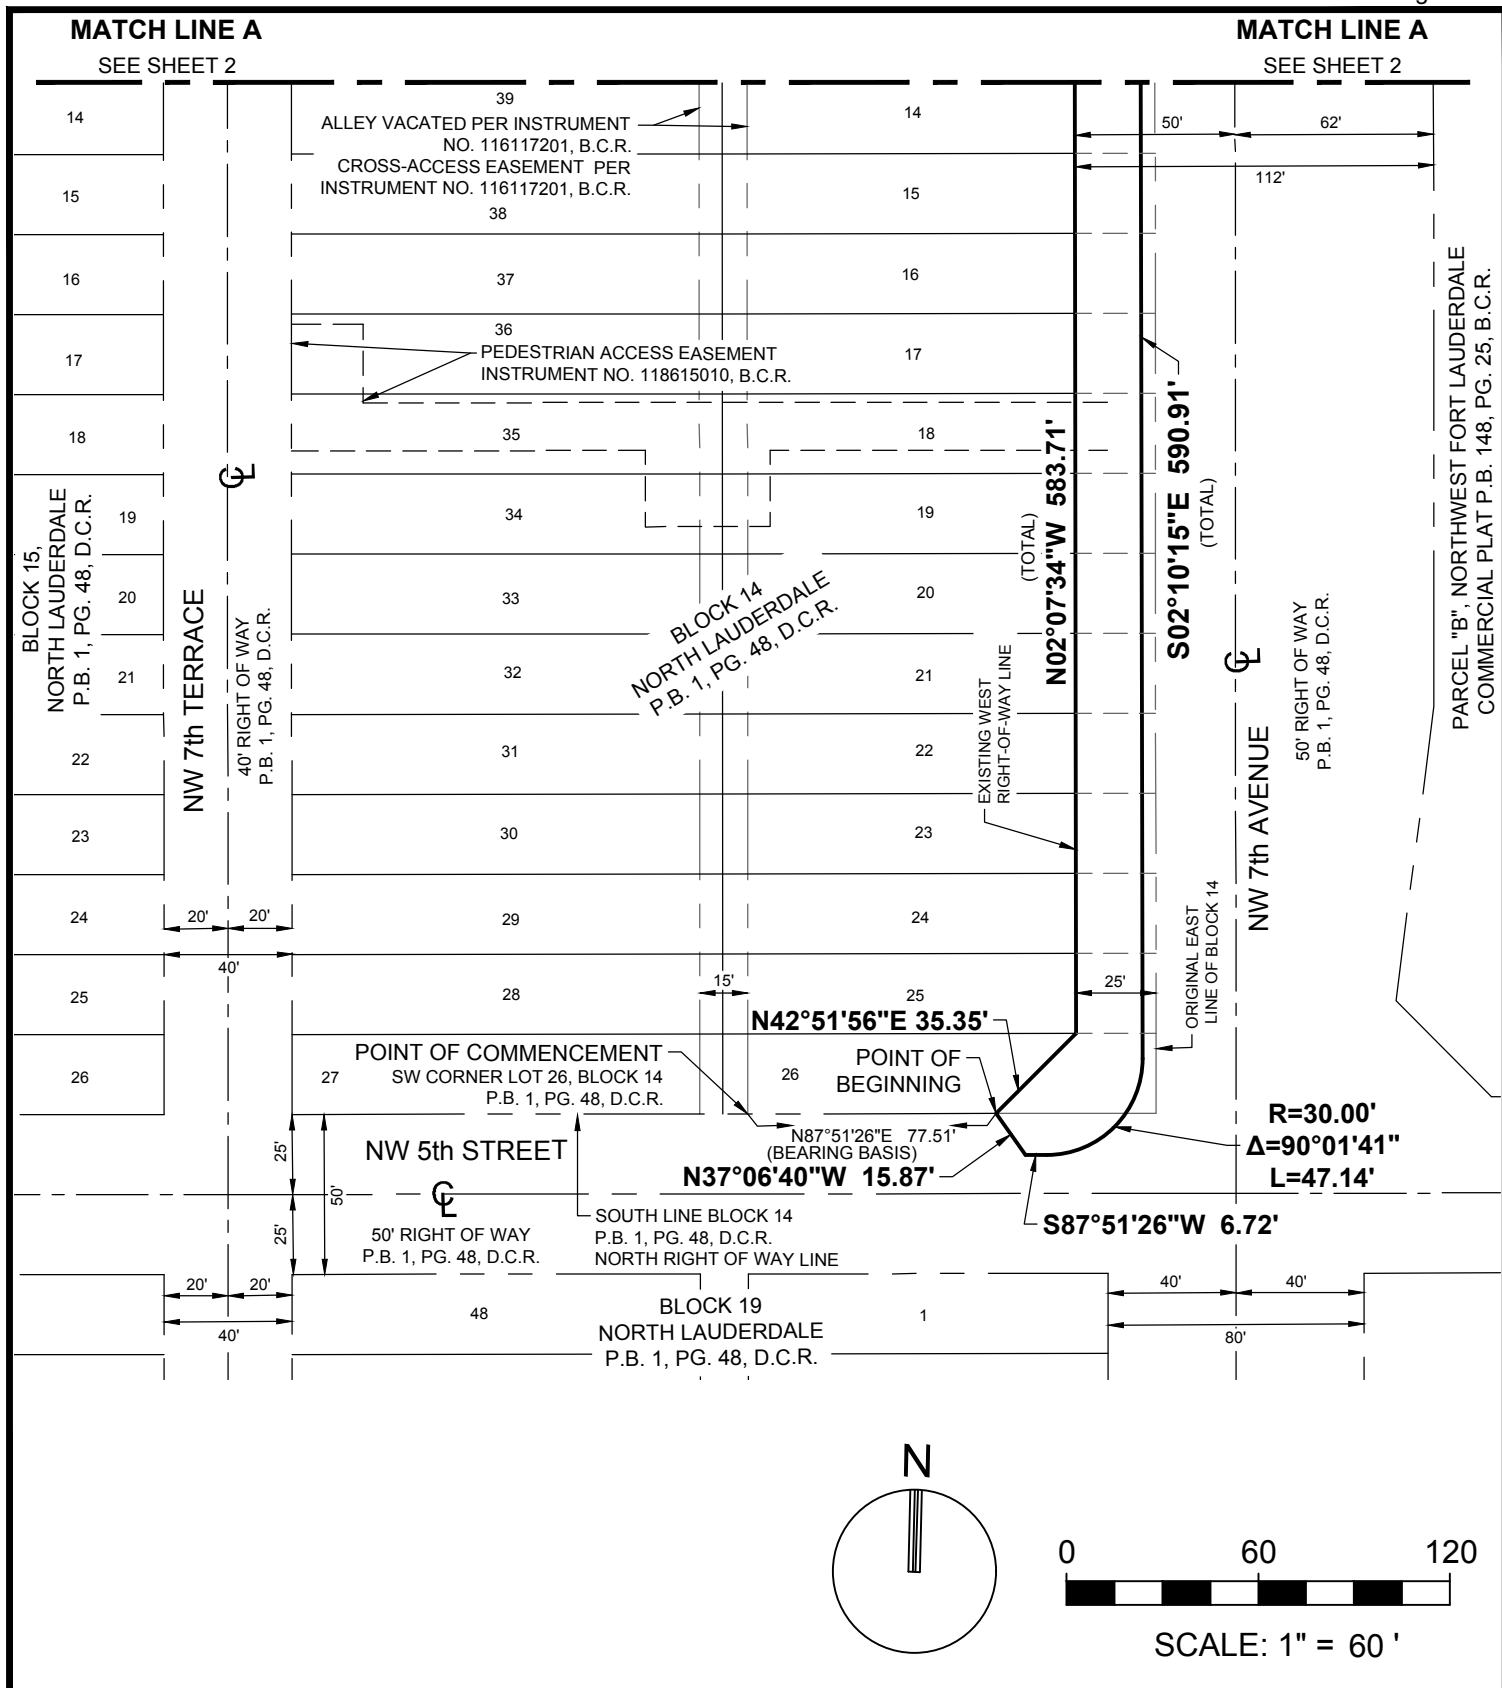 MATCH LINE A
SEE SHEET 2
MATCH LINE A
SEE SHEET 2
14
39
14
ALLEY VACATED PER INSTRUMENT
NO. 116117201, B.C.R.
CROSS-ACCESS EASEMENT PER
INSTRUMENT NO. 116117201, B.C.R.
50'
62'
112'
15
38
15
16
37
16
17
36
17
PEDESTRIAN ACCESS EASEMENT
INSTRUMENT NO. 118615010, B.C.R.
18
35
18
19
34
19
20
33
20
21
32
21
22
31
22
23
30
23
24
29
24
25
28
25
26
27
26
BLOCK 15,
NORTH LAUDERDALE
P.B. 1, PG. 48, D.C.R.
NW 7th TERRACE
CL
40' RIGHT OF WAY
P.B. 1, PG. 48, D.C.R.
BLOCK 14
NORTH LAUDERDALE
P.B. 1, PG. 48, D.C.R.
EXISTING WEST
RIGHT-OF-WAY LINE
N02°07'34"W 583.71'
(TOTAL)
S02°10'15"E 590.91'
(TOTAL)
CL
NW 7th AVENUE
50' RIGHT OF WAY
P.B. 1, PG. 48, D.C.R.
PARCEL "B", NORTHWEST FORT LAUDERDALE
COMMERCIAL PLAT P.B. 148, PG. 25, B.C.R.
ORIGINAL EAST
LINE OF BLOCK 14
20'
20'
40'
15'
25'
N42°51'56"E 35.35'
POINT OF COMMENCEMENT
SW CORNER LOT 26, BLOCK 14
P.B. 1, PG. 48, D.C.R.
POINT OF
BEGINNING
N87°51'26"E 77.51'
(BEARING BASIS)
N37°06'40"W 15.87'
R=30.00'
Δ=90°01'41"
L=47.14'
S87°51'26"W 6.72'
NW 5th STREET
CL
25'
25'
50'
50' RIGHT OF WAY
P.B. 1, PG. 48, D.C.R.
SOUTH LINE BLOCK 14
P.B. 1, PG. 48, D.C.R.
NORTH RIGHT OF WAY LINE
20'
20'
40'
48
BLOCK 19
NORTH LAUDERDALE
P.B. 1, PG. 48, D.C.R.
1
40'
40'
80'
N
0
60
120
SCALE: 1" = 60 '